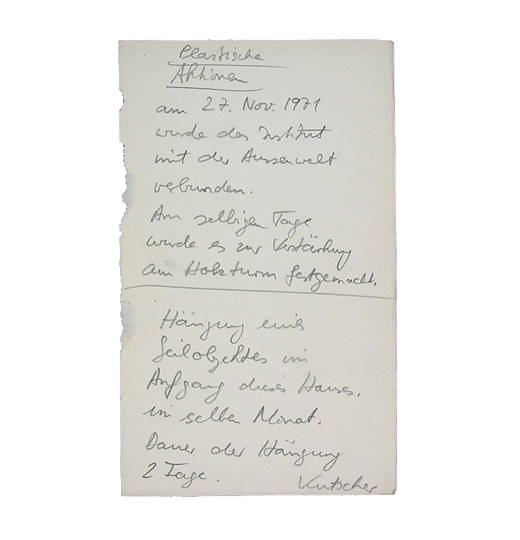 Plastische
Aktionen
am 27. Nov. 1971
wurde das Institut
mit der Aussenwelt
verbunden.
Am selbigen Tage
wurde es zur Verstärkung
am Holzturm festgemacht.
Hängung eines
Seilobjektes im
Aufgang dieses Hauses.
im selben Monat.
Dauer der Hängung
2 Tage.
Kutscher